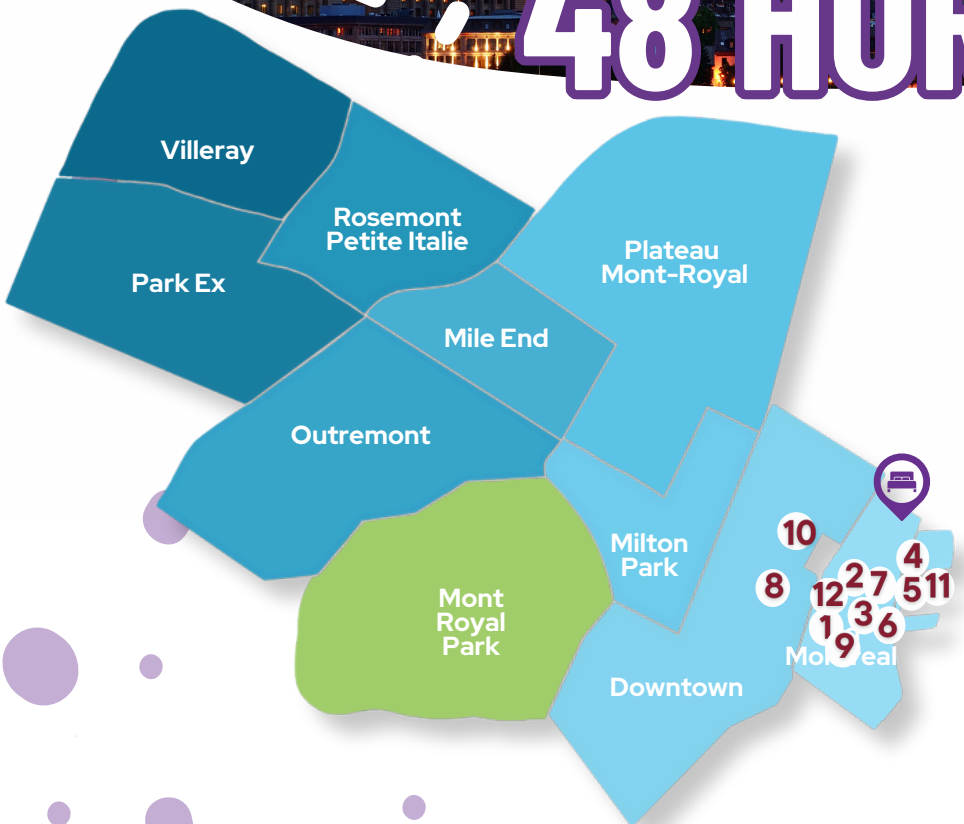 48 HUR
Villeray
Rosemont
Petite Italie
Plateau
Mont-Royal
Park Ex
Mile End
Outremont
10
Milton
Park
4
2
7
8
12
5
11
3
1
6
Mont
Royal
Park
9
Downtown